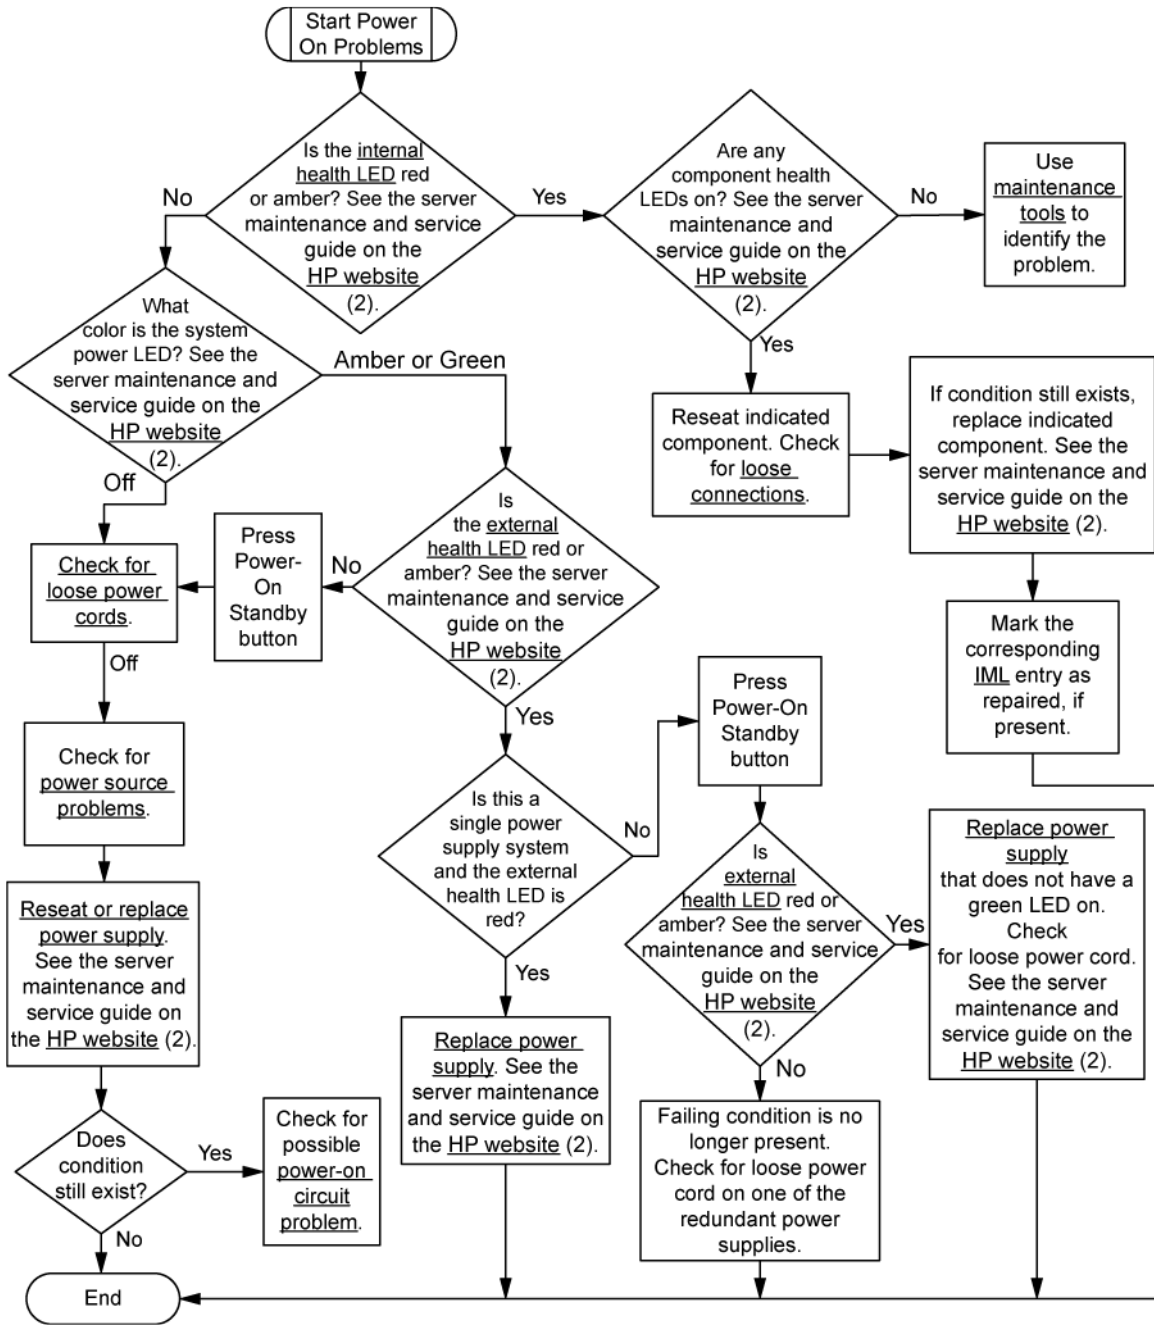 Start Power
On Problems
Is the internal
health LED red
or amber? See the server
maintenance and service
guide on the
HP website
(2).
No
Yes
Are any
component health
LEDs on? See the server
maintenance and
service guide on the
HP website
(2).
No
Use
maintenance
tools to
identify the
problem.
What
color is the system
power LED? See the
server maintenance and
service guide on the
HP website
(2).
Amber or Green
Off
Yes
Reseat indicated
component. Check
for loose
connections.
If condition still exists,
replace indicated
component. See the
server maintenance and
service guide on the
HP website (2).
Check for
loose power
cords.
Press
Power-
On
Standby
button
No
Is
the external
health LED red or
amber? See the server
maintenance and service
guide on the
HP website
(2).
Mark the
corresponding
IML entry as
repaired, if
present.
Off
Yes
Press
Power-On
Standby
button
Check for
power source
problems.
Is this a
single power
supply system
and the external
health LED is
red?
No
Is
external
health LED red or
amber? See the server
maintenance and service
guide on the
HP website
(2).
Yes
Replace power
supply
that does not have a
green LED on.
Check
for loose power cord.
See the server
maintenance and
service guide on the
HP website (2).
Reseat or replace
power supply.
See the server
maintenance and
service guide on
the HP website (2).
Yes
Replace power
supply. See the
server maintenance
and service guide on
the HP website (2).
No
Failing condition is no
longer present.
Check for loose power
cord on one of the
redundant power
supplies.
Does
condition
still exist?
Yes
Check for
possible
power-on
circuit
problem.
No
End